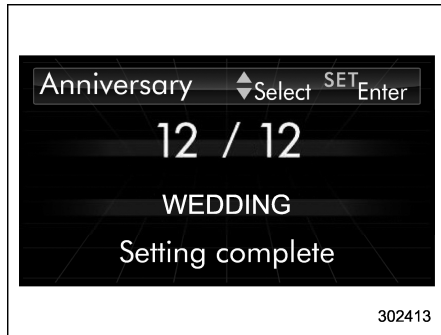 Anniversary Select SET Enter
12 / 12
WEDDING
Setting complete
302413